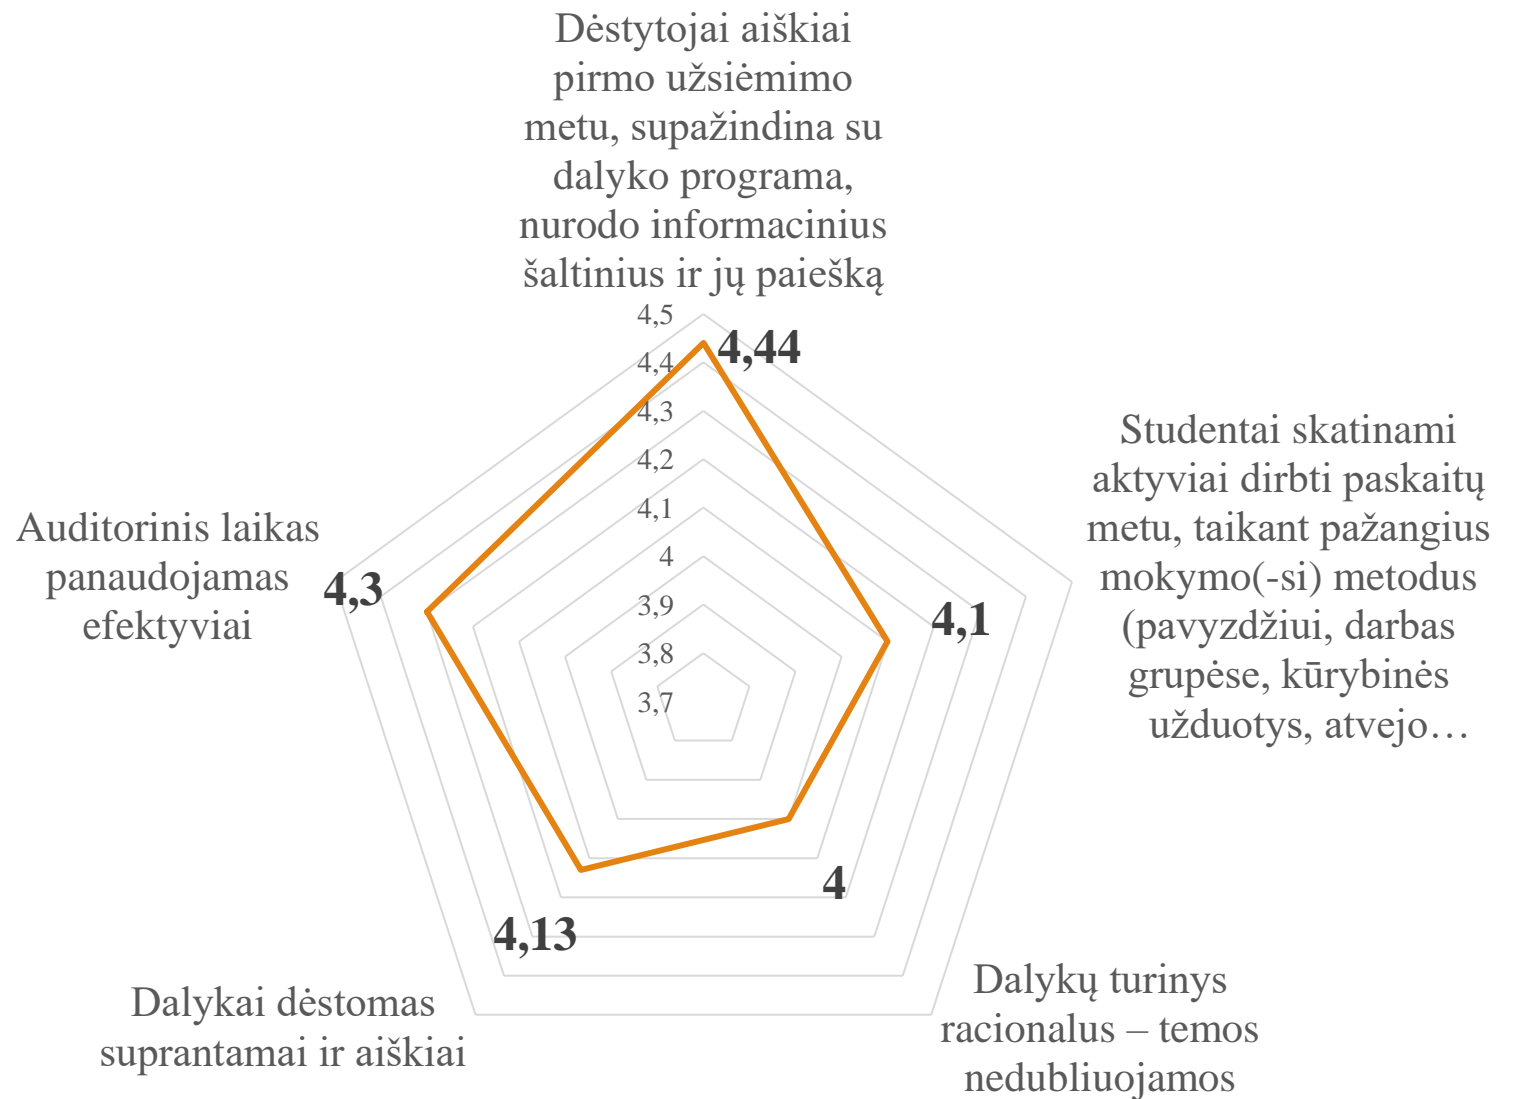 Dėstytojai aiškiai
pirmo užsiėmimo
metu, supažindina su
dalyko programa,
nurodo informacinius
šaltinius ir jų paiešką
4,5
4,44
4,4
4,3
4,2
4,1
4
3,9
3,8
3,7
Studentai skatinami
aktyviai dirbti paskaitų
metu, taikant pažangius
mokymo(-si) metodus
(pavyzdžiui, darbas
grupėse, kūrybinės
užduotys, atvejo…
4,1
Auditorinis laikas
panaudojamas
efektyviai
4,3
4
4,13
Dalykų turinys
racionalus – temos
nedubliuojamos
Dalykai dėstomas
suprantamai ir aiškiai